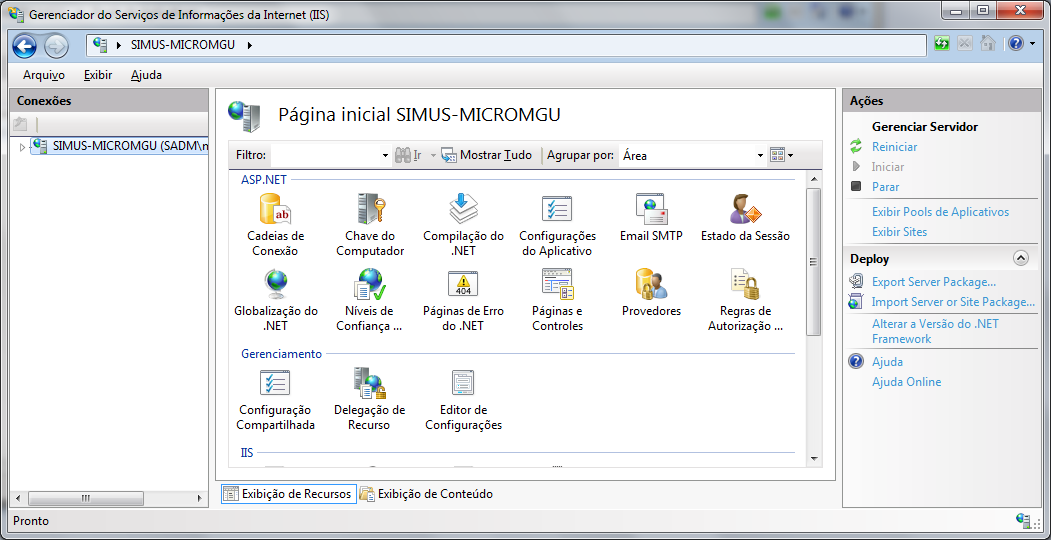 Gerenciador do Serviços de Informações da Internet (IIS)
SIMUS-MICROMGU
Arquivo Exibir Ajuda
Conexões
SIMUS-MICROMGU (SADM\n
Página inicial SIMUS-MICROMGU
Filtro: Ir Mostrar Tudo Agrupar por: Área
ASP.NET
Cadeias de Conexão
Chave do Computador
Compilação do .NET
Configurações do Aplicativo
Email SMTP
Estado da Sessão
Globalização do .NET
Níveis de Confiança ...
404
Páginas de Erro do .NET
Páginas e Controles
Provedores
Regras de Autorização ...
Gerenciamento
Configuração Compartilhada
Delegação de Recurso
Editor de Configurações
IIS
Exibição de Recursos Exibição de Conteúdo
Ações
Gerenciar Servidor
Reiniciar
Iniciar
Parar
Exibir Pools de Aplicativos
Exibir Sites
Deploy
Export Server Package...
Import Server or Site Package...
Alterar a Versão do .NET
Framework
Ajuda
Ajuda Online
Pronto